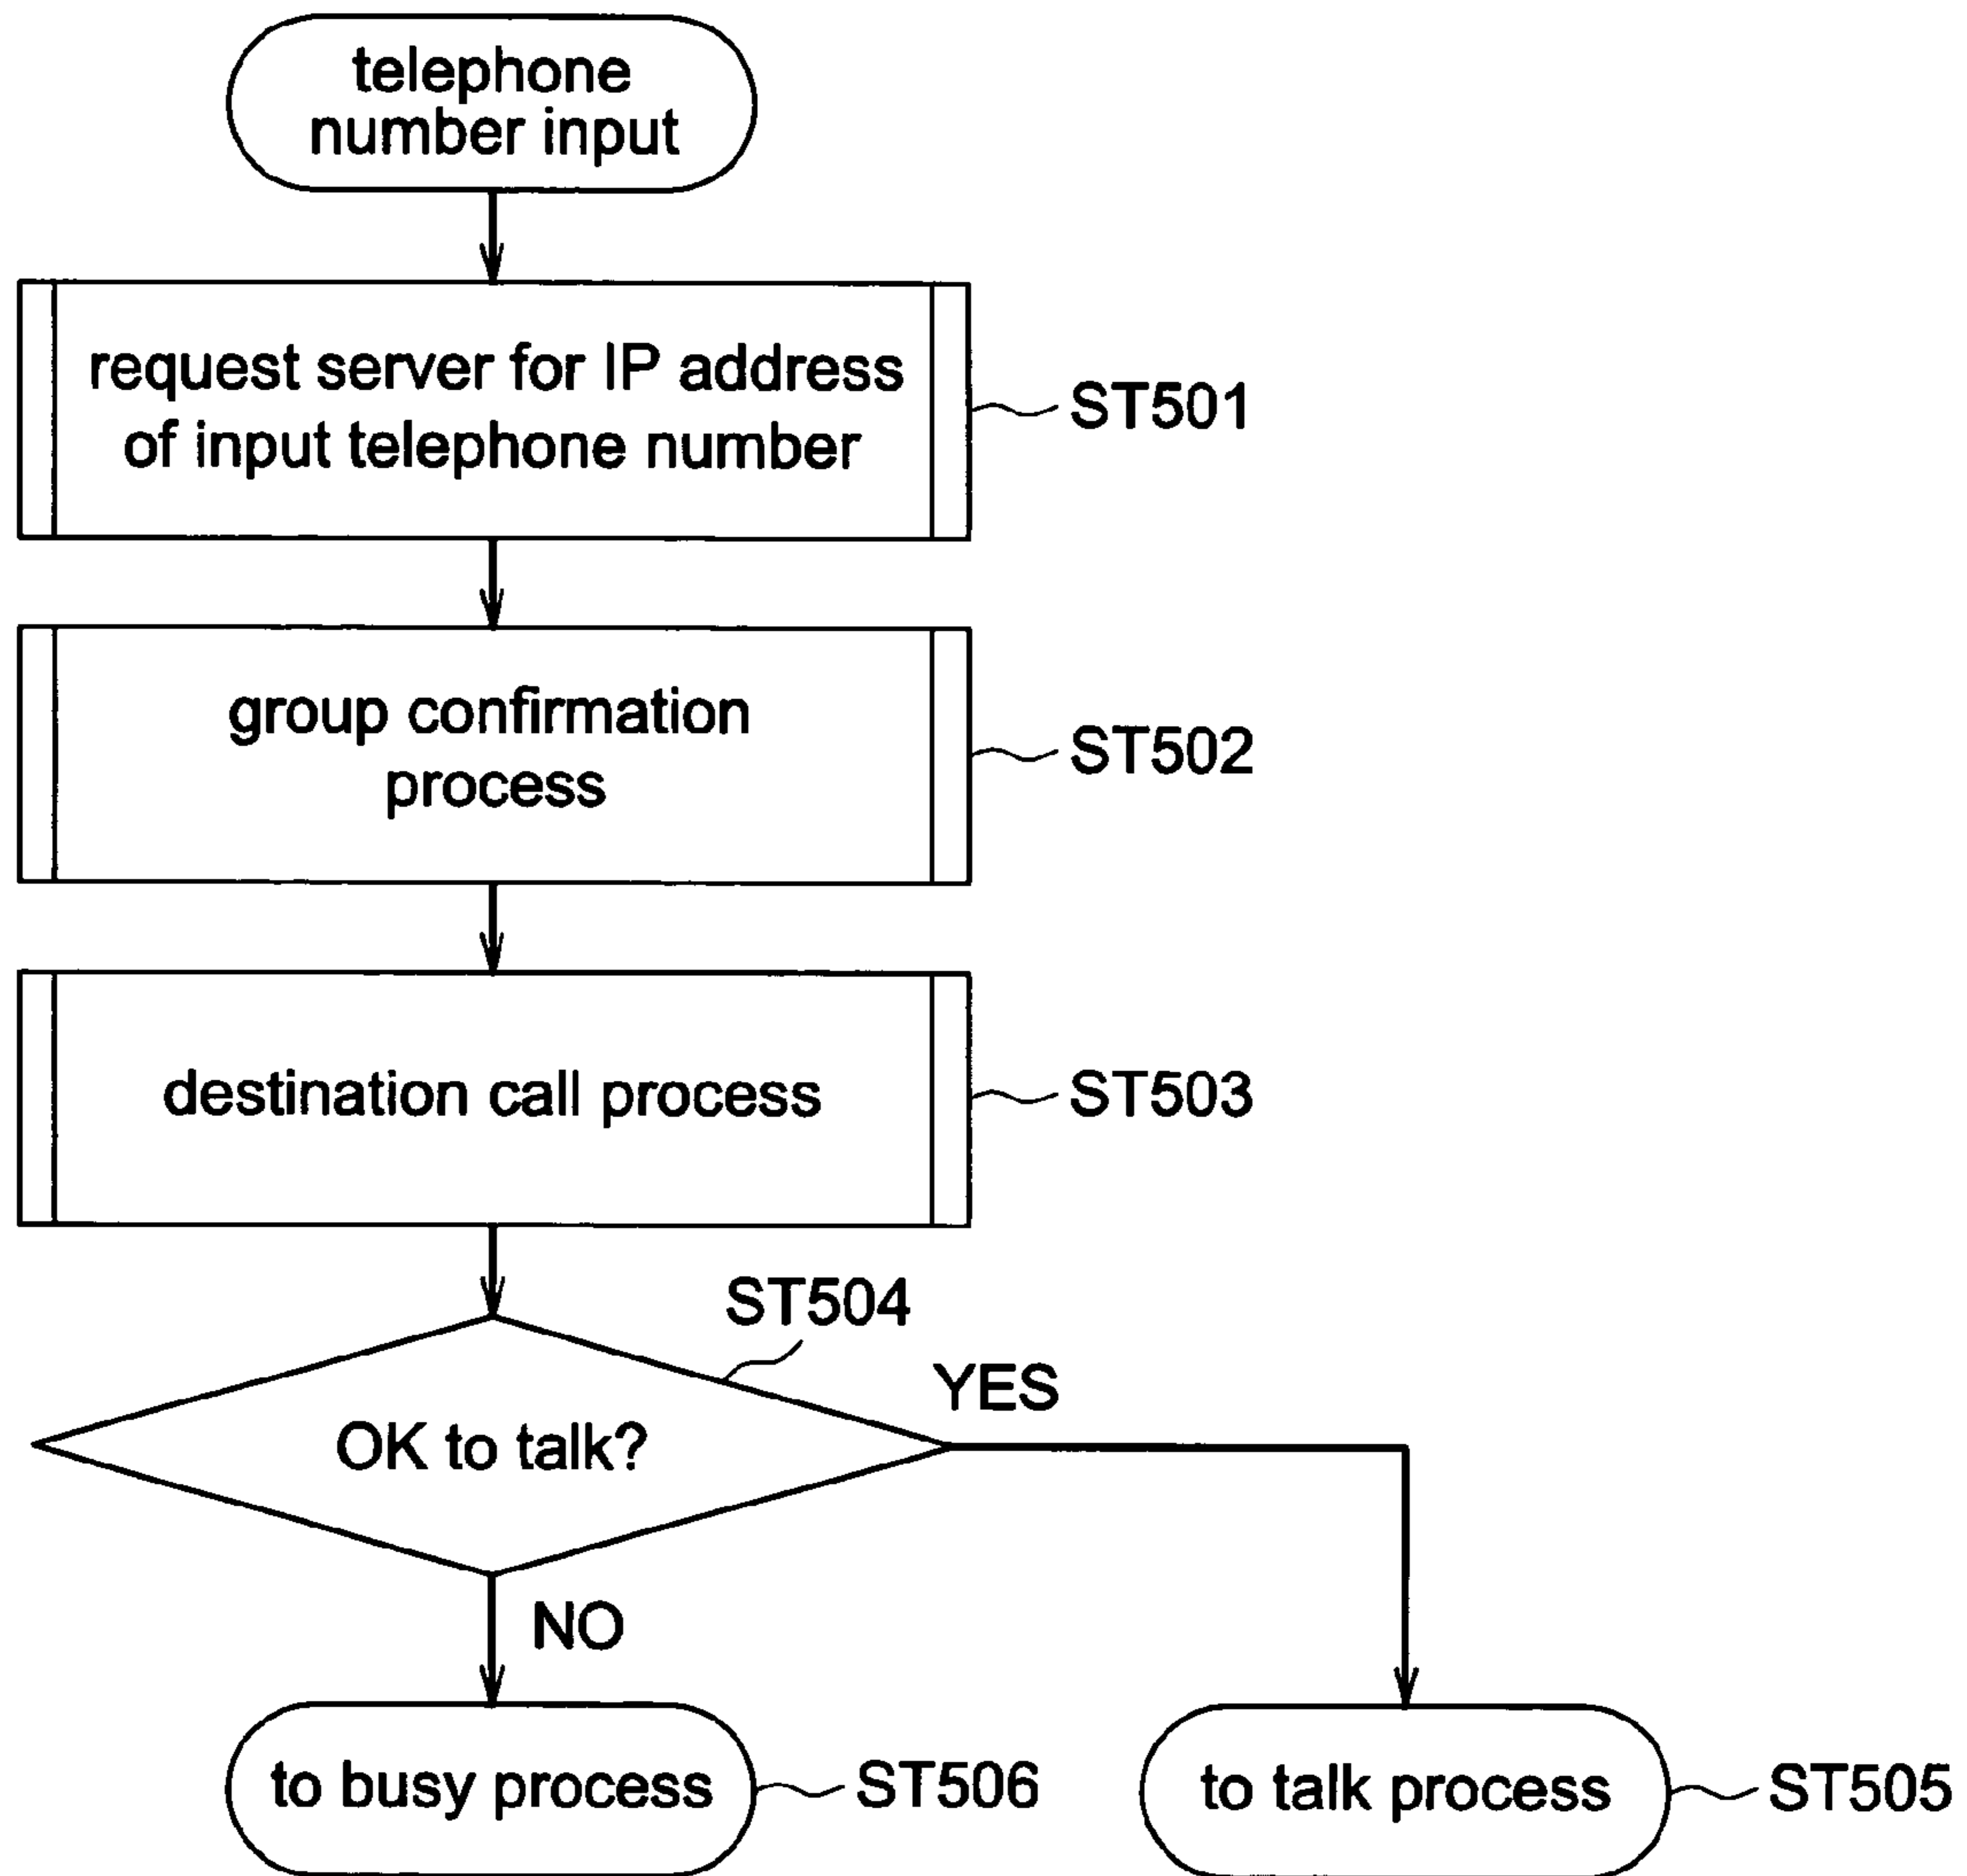 telephone
number input
request server for IP address
of input telephone number
ST501
group confirmation
process
ST502
destination call process
ST503
ST504
OK to talk?
YES
NO
to busy process
ST506
to talk process
ST505